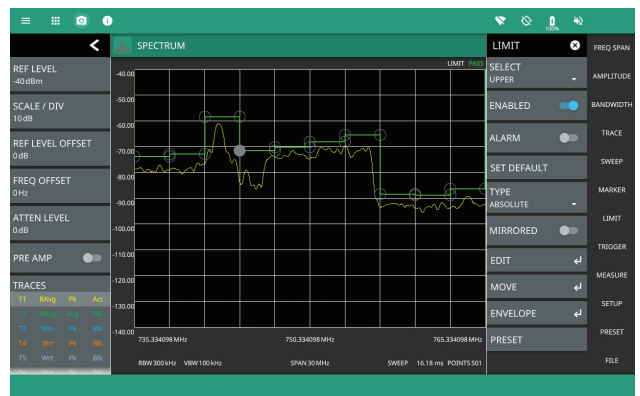 100%
SPECTRUM
LIMIT
FREQ SPAN
LIMIT PASS
REF LEVEL
-40 dBm
SCALE / DIV
10 dB
REF LEVEL OFFSET
0 dB
FREQ OFFSET
0 Hz
ATTEN LEVEL
0 dB
PRE AMP
TRACES
T1 RAvg Pk Act
T2 RAvg Avg
T3 Min Pk Blk
T4 Wrt Pk Blk
T5 Wrt Pk Blk
-40.00
-50.00
-60.00
-70.00
-80.00
-90.00
-100.00
-110.00
-120.00
-130.00
-140.00
735.334098 MHz 750.334098 MHz 765.334098 MHz
RBW 300 kHz VBW 100 kHz SPAN 30 MHz SWEEP 16.18 ms POINTS 501
SELECT
UPPER
ENABLED
ALARM
SET DEFAULT
TYPE
ABSOLUTE
MIRRORED
EDIT
MOVE
ENVELOPE
PRESET
AMPLITUDE
BANDWIDTH
TRACE
SWEEP
MARKER
LIMIT
TRIGGER
MEASURE
SETUP
PRESET
FILE